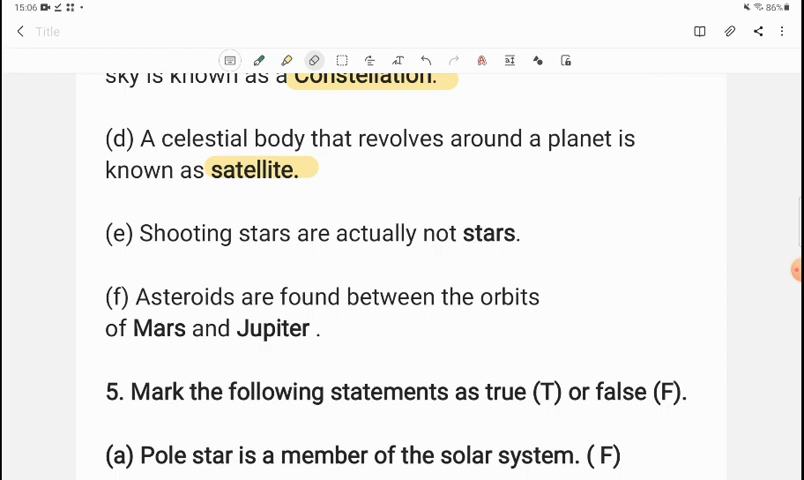 15:06
86%
Title
sky is known as a Constellation.
(d) A celestial body that revolves around a planet is
known as satellite.
(e) Shooting stars are actually not stars.
(f) Asteroids are found between the orbits
of Mars and Jupiter .
5. Mark the following statements as true (T) or false (F).
(a) Pole star is a member of the solar system. ( F)